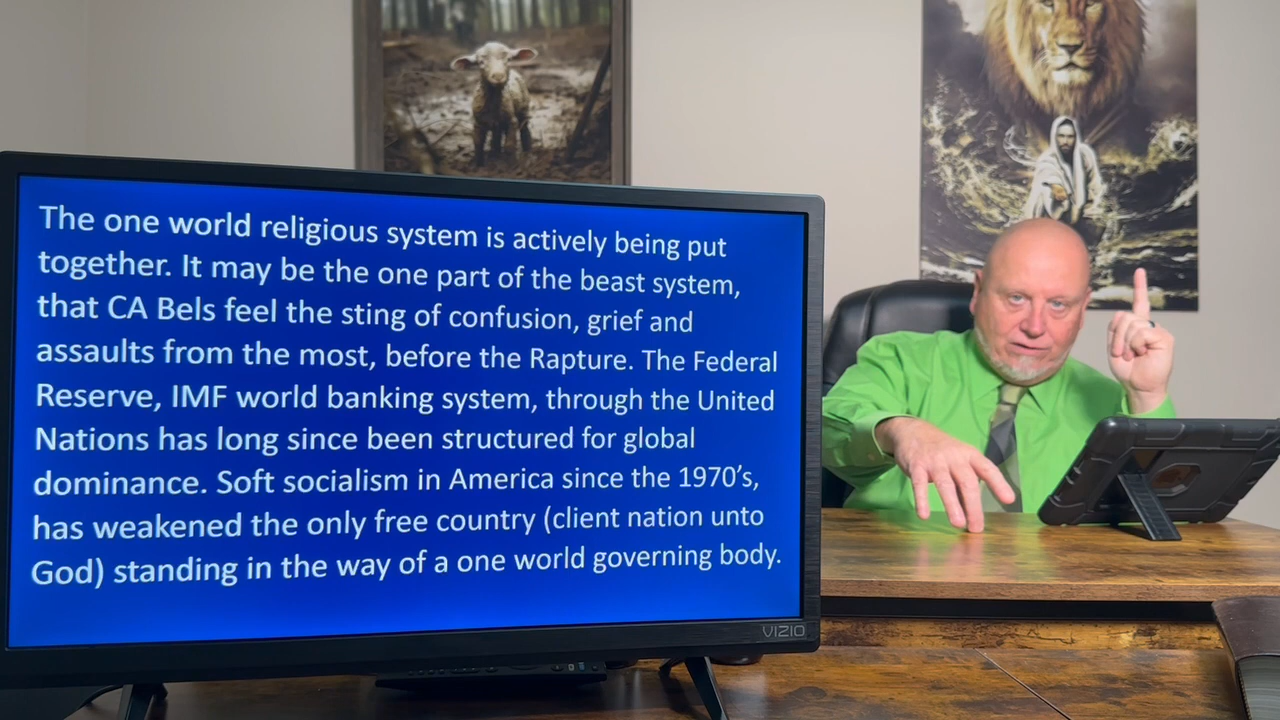 The one world religious system is actively being put
together. It may be the one part of the beast system,
that CA Bels feel the sting of confusion, grief and
assaults from the most, before the Rapture. The Federal
Reserve, IMF world banking system, through the United
Nations has long since been structured for global
dominance. Soft socialism in America since the 1970’s,
has weakened the only free country (client nation unto
God) standing in the way of a one world governing body.
VIZIO